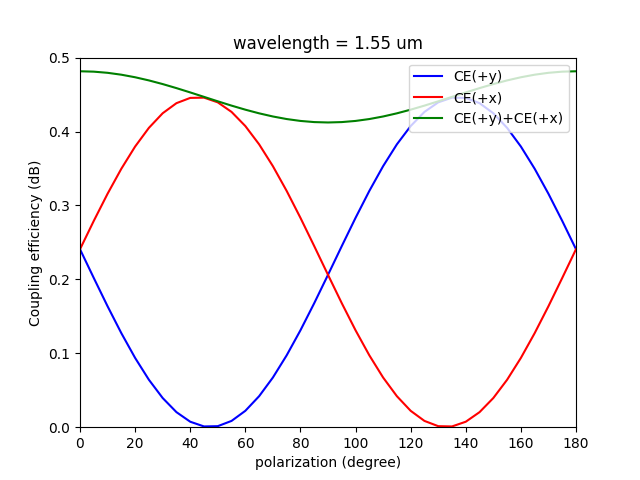 wavelength = 1.55 um
CE(+y)
CE(+x)
CE(+y)+CE(+x)
Coupling efficiency (dB)
0.5
0.4
0.3
0.2
0.1
0.0
0 20 40 60 80 100 120 140 160 180
polarization (degree)